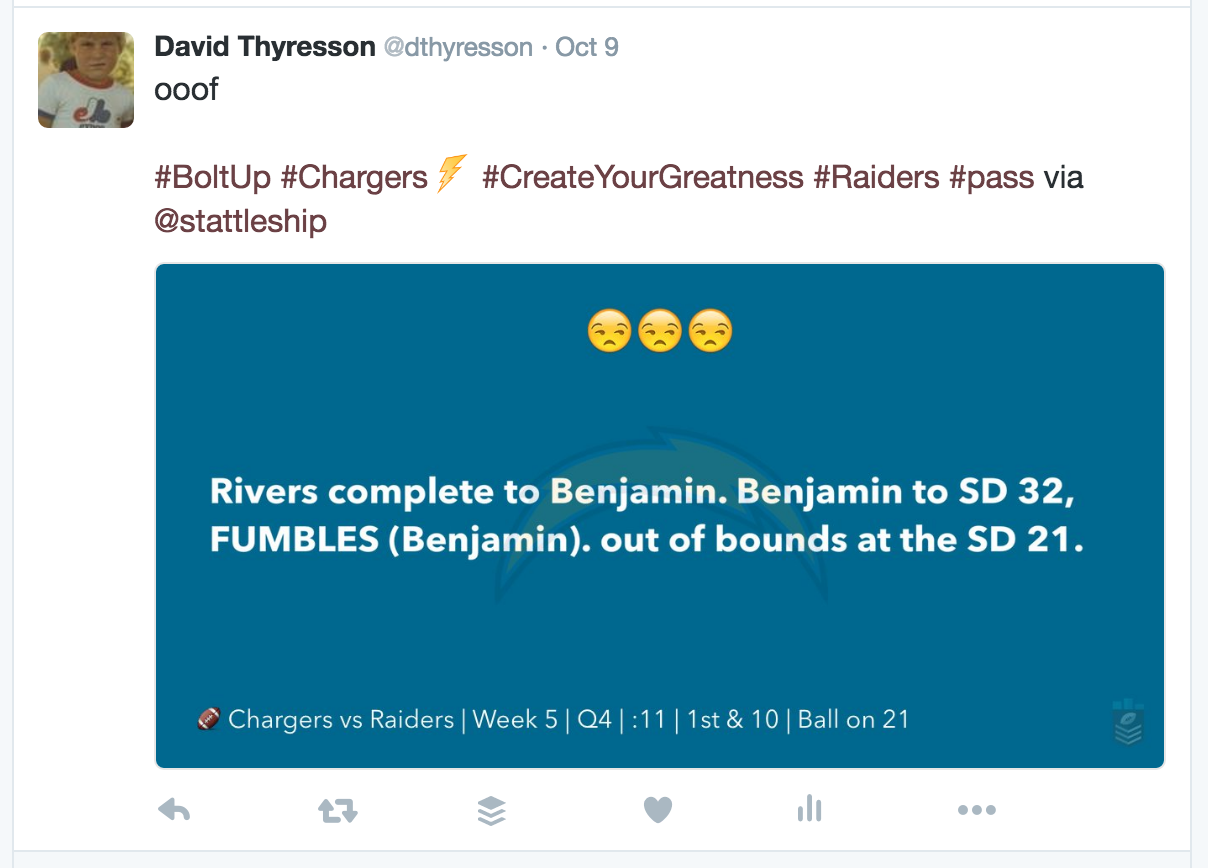 David Thyresson @dthyresson · Oct 9
ooof
#BoltUp #Chargers⚡ #CreateYourGreatness #Raiders #pass via
@stattleship
😒😒😒
Rivers complete to Benjamin. Benjamin to SD 32,
FUMBLES (Benjamin). out of bounds at the SD 21.
🏈 Chargers vs Raiders | Week 5 | Q4 | :11 | 1st & 10 | Ball on 21